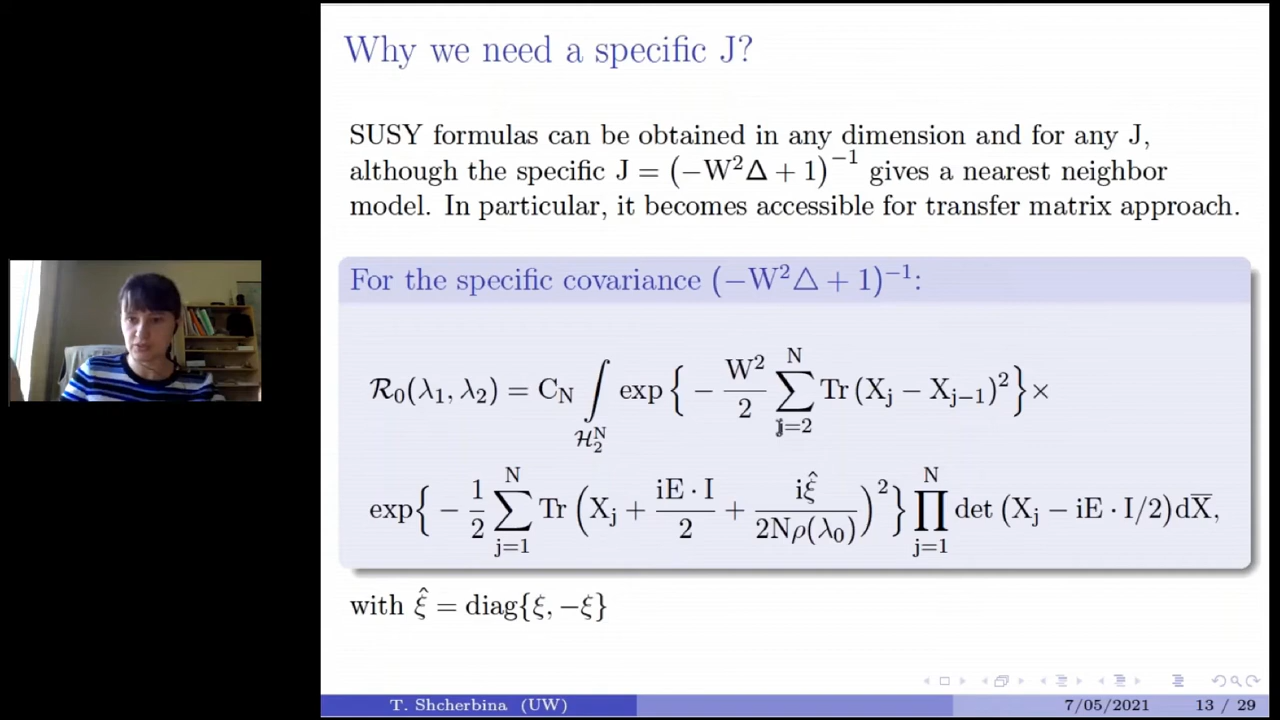 Why we need a specific J?
SUSY formulas can be obtained in any dimension and for any J,
although the specific J = (−W²Δ + 1)⁻¹ gives a nearest neighbor
model. In particular, it becomes accessible for transfer matrix approach.
For the specific covariance (−W²△ + 1)⁻¹:
R₀(λ₁, λ₂) = C_N ∫_{H₂^N} exp{ − W²/2 ∑_{j=2}^{N} Tr (X_j − X_{j−1})² } ×
exp{ − 1/2 ∑_{j=1}^{N} Tr ( X_j + iE · I/2 + iξ̂/2Nρ(λ₀) )² } ∏_{j=1}^{N} det (X_j − iE · I/2) dX̅,
with ξ̂ = diag{ξ, −ξ}
T. Shcherbina (UW) 7/05/2021 13 / 29